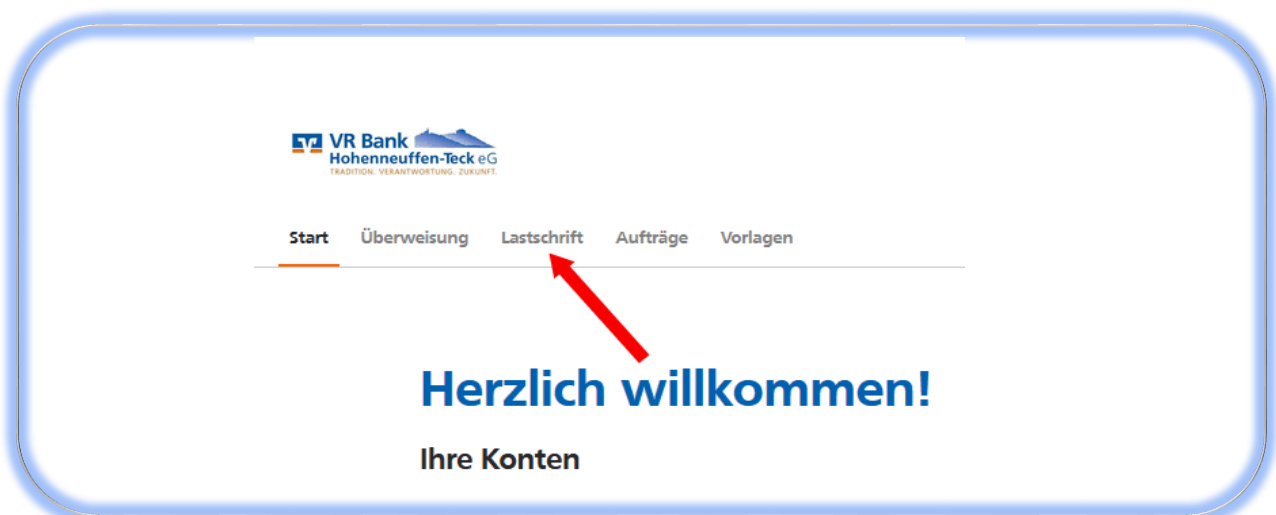 VR Bank
Hohenneuffen-Teck eG
TRADITION. VERANTWORTUNG. ZUKUNFT.
Start Überweisung Lastschrift Aufträge Vorlagen
Herzlich willkommen!
Ihre Konten